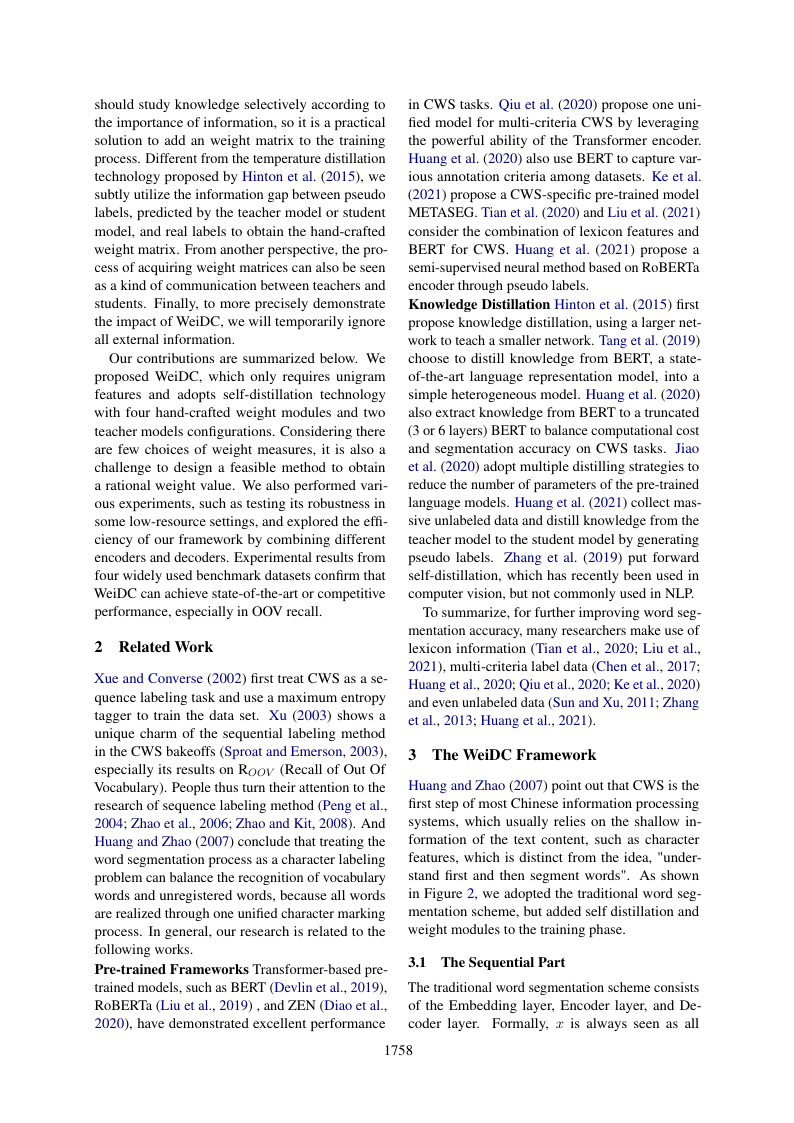 should study knowledge selectively according to
the importance of information, so it is a practical
solution to add an weight matrix to the training
process. Different from the temperature distillation
technology proposed by Hinton et al. (2015), we
subtly utilize the information gap between pseudo
labels, predicted by the teacher model or student
model, and real labels to obtain the hand-crafted
weight matrix. From another perspective, the pro-
cess of acquiring weight matrices can also be seen
as a kind of communication between teachers and
students. Finally, to more precisely demonstrate
the impact of WeiDC, we will temporarily ignore
all external information.
Our contributions are summarized below. We
proposed WeiDC, which only requires unigram
features and adopts self-distillation technology
with four hand-crafted weight modules and two
teacher models configurations. Considering there
are few choices of weight measures, it is also a
challenge to design a feasible method to obtain
a rational weight value. We also performed vari-
ous experiments, such as testing its robustness in
some low-resource settings, and explored the effi-
ciency of our framework by combining different
encoders and decoders. Experimental results from
four widely used benchmark datasets confirm that
WeiDC can achieve state-of-the-art or competitive
performance, especially in OOV recall.
2 Related Work
Xue and Converse (2002) first treat CWS as a se-
quence labeling task and use a maximum entropy
tagger to train the data set. Xu (2003) shows a
unique charm of the sequential labeling method
in the CWS bakeoffs (Sproat and Emerson, 2003),
especially its results on R_OOV (Recall of Out Of
Vocabulary). People thus turn their attention to the
research of sequence labeling method (Peng et al.,
2004; Zhao et al., 2006; Zhao and Kit, 2008). And
Huang and Zhao (2007) conclude that treating the
word segmentation process as a character labeling
problem can balance the recognition of vocabulary
words and unregistered words, because all words
are realized through one unified character marking
process. In general, our research is related to the
following works.
Pre-trained Frameworks Transformer-based pre-
trained models, such as BERT (Devlin et al., 2019),
RoBERTa (Liu et al., 2019) , and ZEN (Diao et al.,
2020), have demonstrated excellent performance
in CWS tasks. Qiu et al. (2020) propose one uni-
fied model for multi-criteria CWS by leveraging
the powerful ability of the Transformer encoder.
Huang et al. (2020) also use BERT to capture var-
ious annotation criteria among datasets. Ke et al.
(2021) propose a CWS-specific pre-trained model
METASEG. Tian et al. (2020) and Liu et al. (2021)
consider the combination of lexicon features and
BERT for CWS. Huang et al. (2021) propose a
semi-supervised neural method based on RoBERTa
encoder through pseudo labels.
Knowledge Distillation Hinton et al. (2015) first
propose knowledge distillation, using a larger net-
work to teach a smaller network. Tang et al. (2019)
choose to distill knowledge from BERT, a state-
of-the-art language representation model, into a
simple heterogeneous model. Huang et al. (2020)
also extract knowledge from BERT to a truncated
(3 or 6 layers) BERT to balance computational cost
and segmentation accuracy on CWS tasks. Jiao
et al. (2020) adopt multiple distilling strategies to
reduce the number of parameters of the pre-trained
language models. Huang et al. (2021) collect mas-
sive unlabeled data and distill knowledge from the
teacher model to the student model by generating
pseudo labels. Zhang et al. (2019) put forward
self-distillation, which has recently been used in
computer vision, but not commonly used in NLP.
To summarize, for further improving word seg-
mentation accuracy, many researchers make use of
lexicon information (Tian et al., 2020; Liu et al.,
2021), multi-criteria label data (Chen et al., 2017;
Huang et al., 2020; Qiu et al., 2020; Ke et al., 2020)
and even unlabeled data (Sun and Xu, 2011; Zhang
et al., 2013; Huang et al., 2021).
3 The WeiDC Framework
Huang and Zhao (2007) point out that CWS is the
first step of most Chinese information processing
systems, which usually relies on the shallow in-
formation of the text content, such as character
features, which is distinct from the idea, "under-
stand first and then segment words". As shown
in Figure 2, we adopted the traditional word seg-
mentation scheme, but added self distillation and
weight modules to the training phase.
3.1 The Sequential Part
The traditional word segmentation scheme consists
of the Embedding layer, Encoder layer, and De-
coder layer. Formally, x is always seen as all
1758